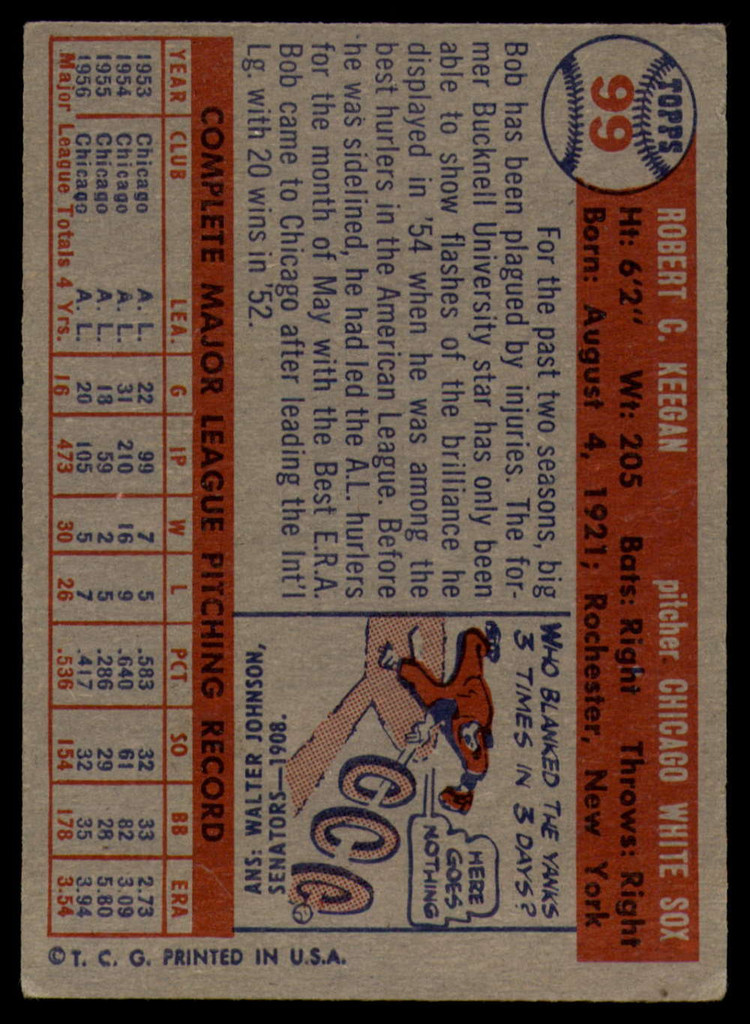 TOPPS
99
ROBERT C. KEEGAN pitcher CHICAGO WHITE SOX
Ht: 6'2" Wt: 205 Bats: Right Throws: Right
Born: August 4, 1921; Rochester, New York
For the past two seasons, big
Bob has been plagued by injuries. The for-
mer Bucknell University star has only been
able to show flashes of the brilliance he
displayed in '54 when he was among the
best hurlers in the American League. Before
he was sidelined, he had led the A.L. hurlers
for the month of May with the Best E.R.A.
Bob came to Chicago after leading the Int'l
Lg. with 20 wins in '52.
WHO BLANKED THE YANKS
3 TIMES IN 3 DAYS?
HERE
GOES
NOTHING
ANS: WALTER JOHNSON,
SENATORS—1908.
COMPLETE MAJOR LEAGUE PITCHING RECORD
YEAR CLUB LEA. G IP W L PCT SO BB ERA
1953 Chicago A. L. 22 99 7 5 .583 32 33 2.73
1954 Chicago A. L. 31 210 16 9 .640 61 82 3.09
1955 Chicago A. L. 18 59 2 5 .286 29 28 5.80
1956 Chicago A. L. 20 105 5 7 .417 32 35 3.94
Major League Totals 4 Yrs. 16 473 30 26 .536 154 178 3.54
© T. C. G. PRINTED IN U.S.A.